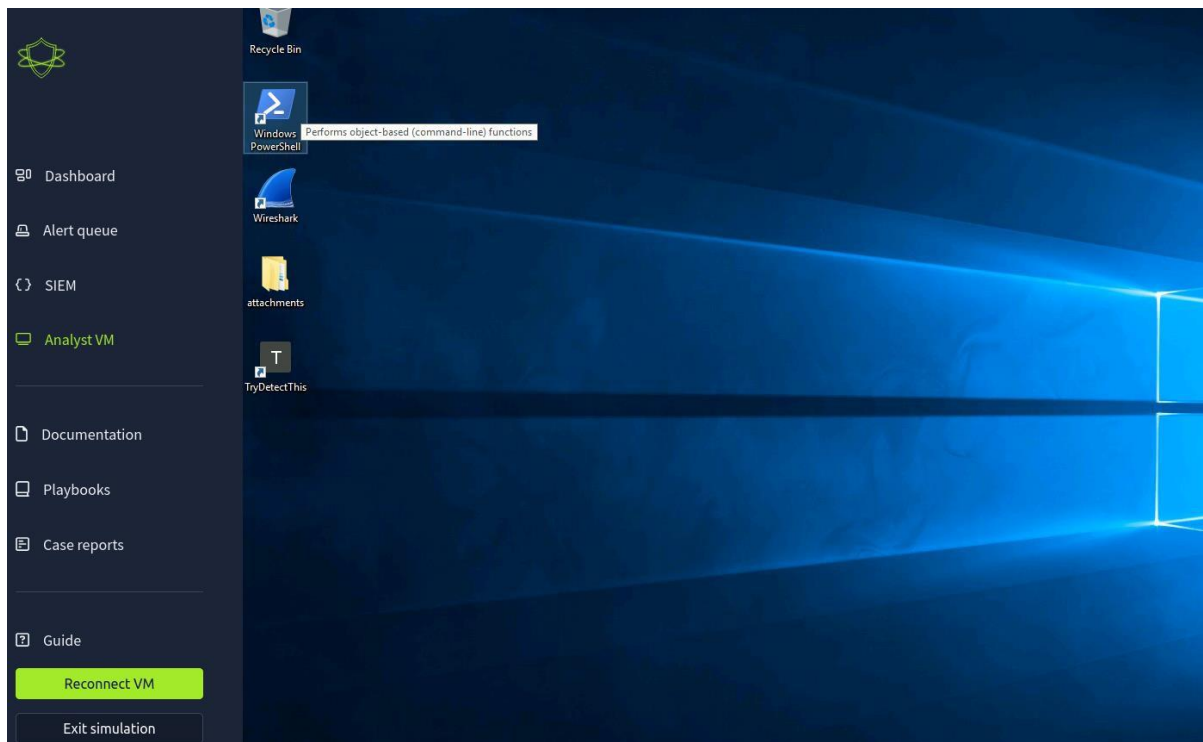 Dashboard
Alert queue
{} SIEM
Analyst VM
Documentation
Playbooks
Case reports
Guide
Reconnect VM
Exit simulation
Recycle Bin
Windows
PowerShell
Performs object-based (command-line) functions
Wireshark
attachments
T
TryDetectThis